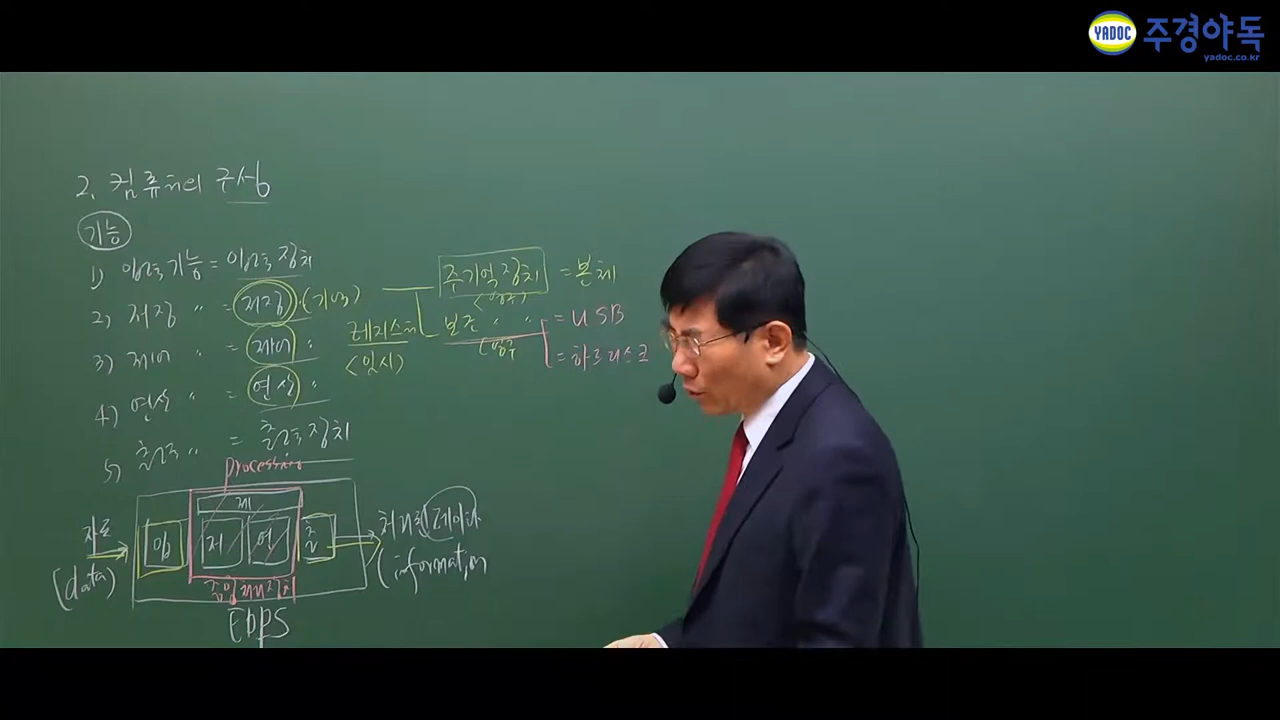 YADOC 주경야독
yadoc.co.kr
2. 컴퓨터의 구성
기능
1) 입력기능 = 입력장치
2) 저장 〃 = 저장·(기억)
주기억장치 = 본체
3) 제어 〃 = 제어 〃
레지스터
(임시)
보조 〃 〃 = USB
= 하드디스크
4) 연산 〃 = 연산 〃
5) 출력 〃 = 출력장치
processing
제
자료
(data)
입
저
연
출
처리된 데이터
(information
중앙처리장치
EDPS